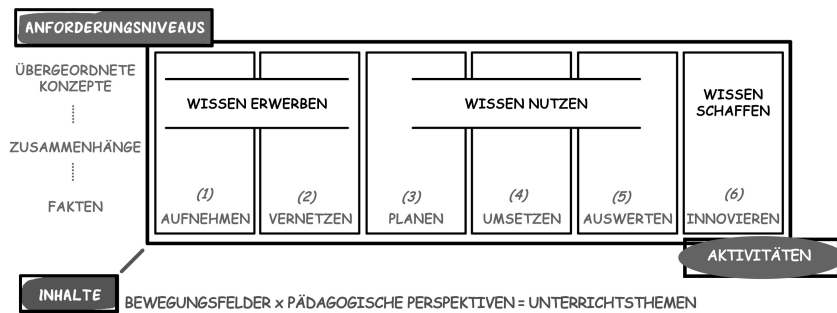 ANFORDERUNGSNIVEAUS
ÜBERGEORDNETE
KONZEPTE
ZUSAMMENHÄNGE
FAKTEN
WISSEN ERWERBEN
WISSEN NUTZEN
WISSEN
SCHAFFEN
(1)
AUFNEHMEN
(2)
VERNETZEN
(3)
PLANEN
(4)
UMSETZEN
(5)
AUSWERTEN
(6)
INNOVIEREN
AKTIVITÄTEN
INHALTE
BEWEGUNGSFELDER x PÄDAGOGISCHE PERSPEKTIVEN = UNTERRICHTSTHEMEN